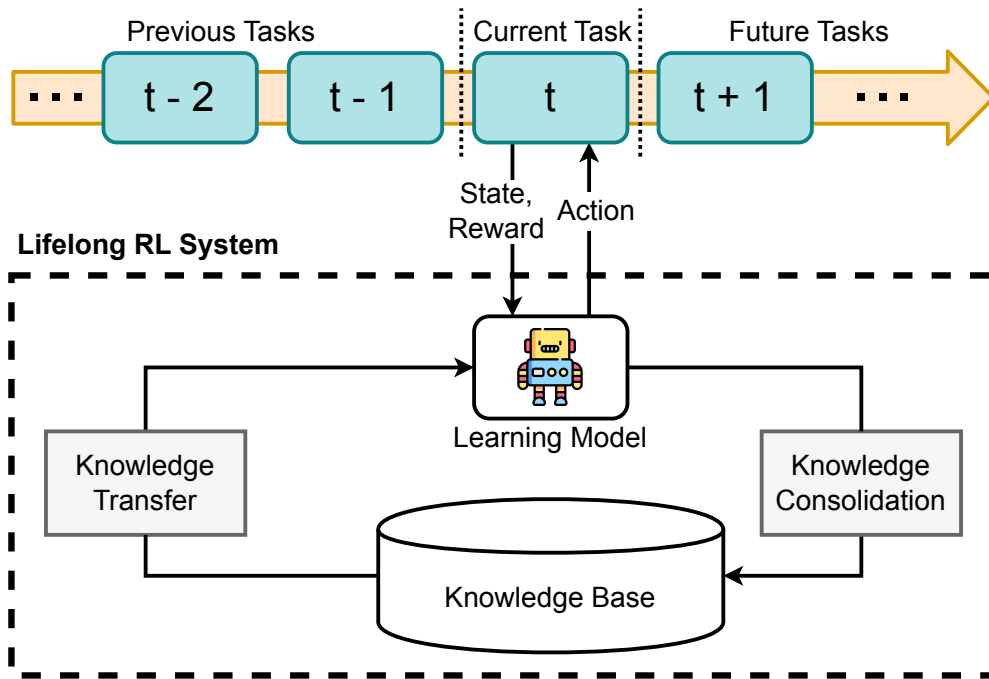 Previous Tasks
Current Task
Future Tasks
...
t - 2
t - 1
t
t + 1
...
State,
Reward
Action
Lifelong RL System
Learning Model
Knowledge
Transfer
Knowledge
Consolidation
Knowledge Base